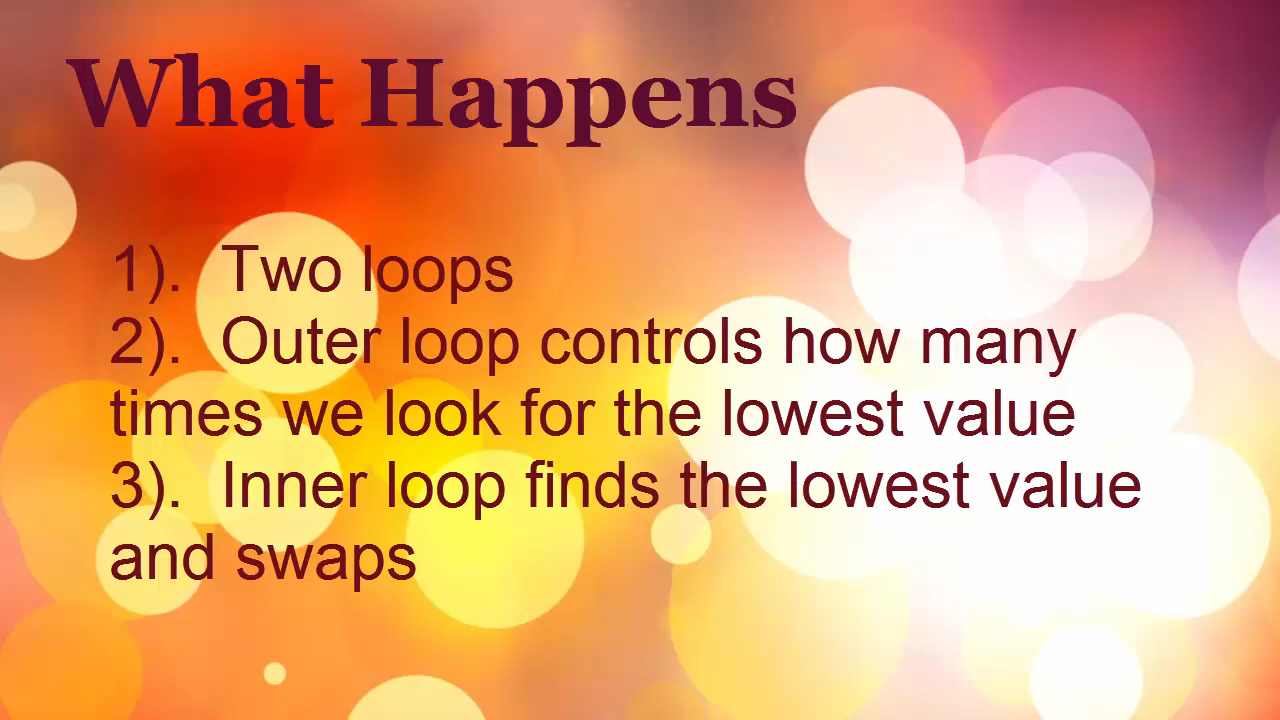 What Happens
1).  Two loops
2).  Outer loop controls how many
times we look for the lowest value
3).  Inner loop finds the lowest value
and swaps